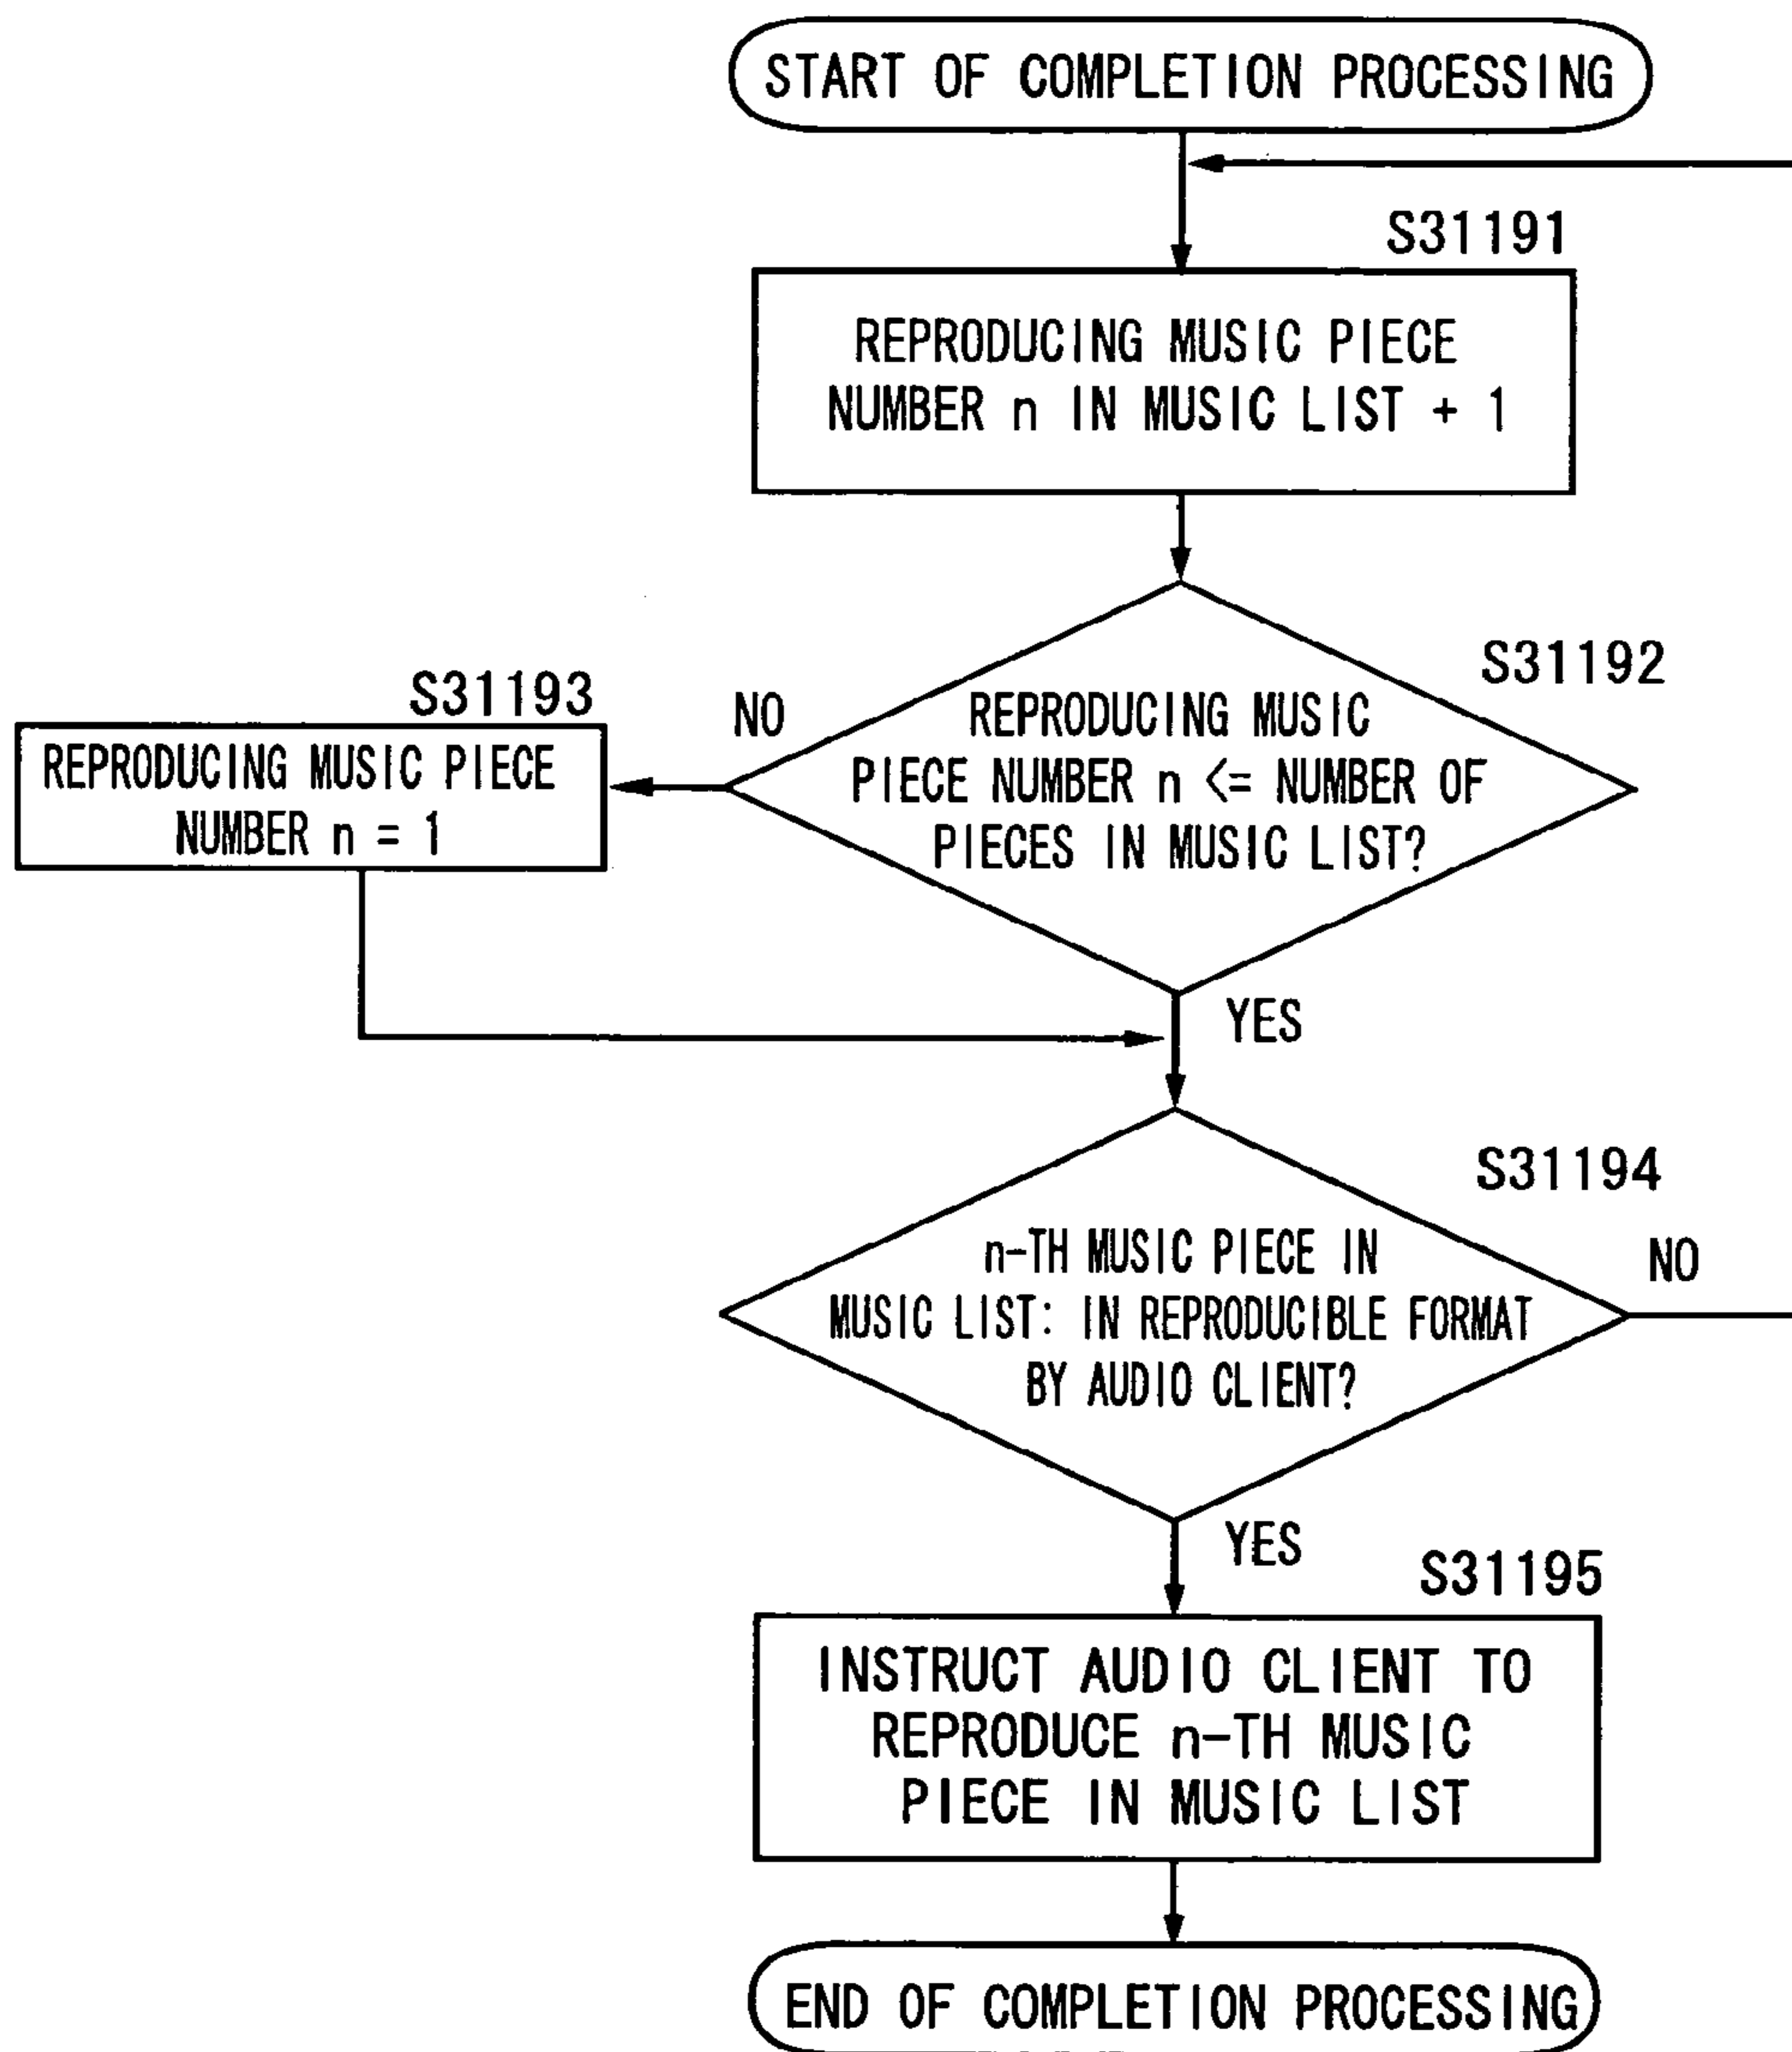 START OF COMPLETION PROCESSING
S31191
REPRODUCING MUSIC PIECE
NUMBER n IN MUSIC LIST + 1
S31192
S31193
NO
REPRODUCING MUSIC
PIECE NUMBER n <= NUMBER OF
PIECES IN MUSIC LIST?
REPRODUCING MUSIC PIECE
NUMBER n = 1
YES
S31194
n-TH MUSIC PIECE IN
MUSIC LIST: IN REPRODUCIBLE FORMAT
BY AUDIO CLIENT?
NO
YES
S31195
INSTRUCT AUDIO CLIENT TO
REPRODUCE n-TH MUSIC
PIECE IN MUSIC LIST
END OF COMPLETION PROCESSING